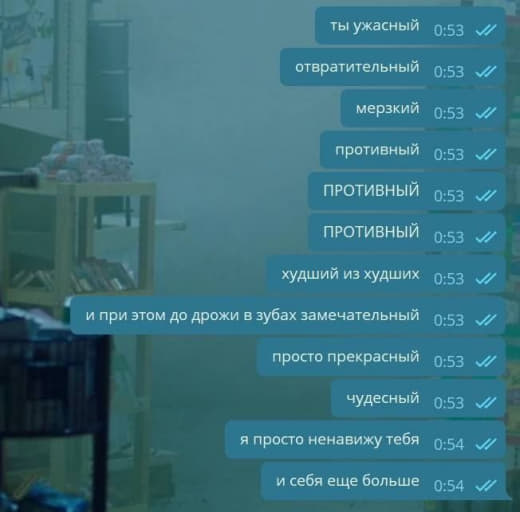 ты ужасный 0:53
отвратительный 0:53
мерзкий 0:53
противный 0:53
ПРОТИВНЫЙ 0:53
ПРОТИВНЫЙ 0:53
худший из худших 0:53
и при этом до дрожи в зубах замечательный 0:53
просто прекрасный 0:53
чудесный 0:53
я просто ненавижу тебя 0:54
и себя еще больше 0:54